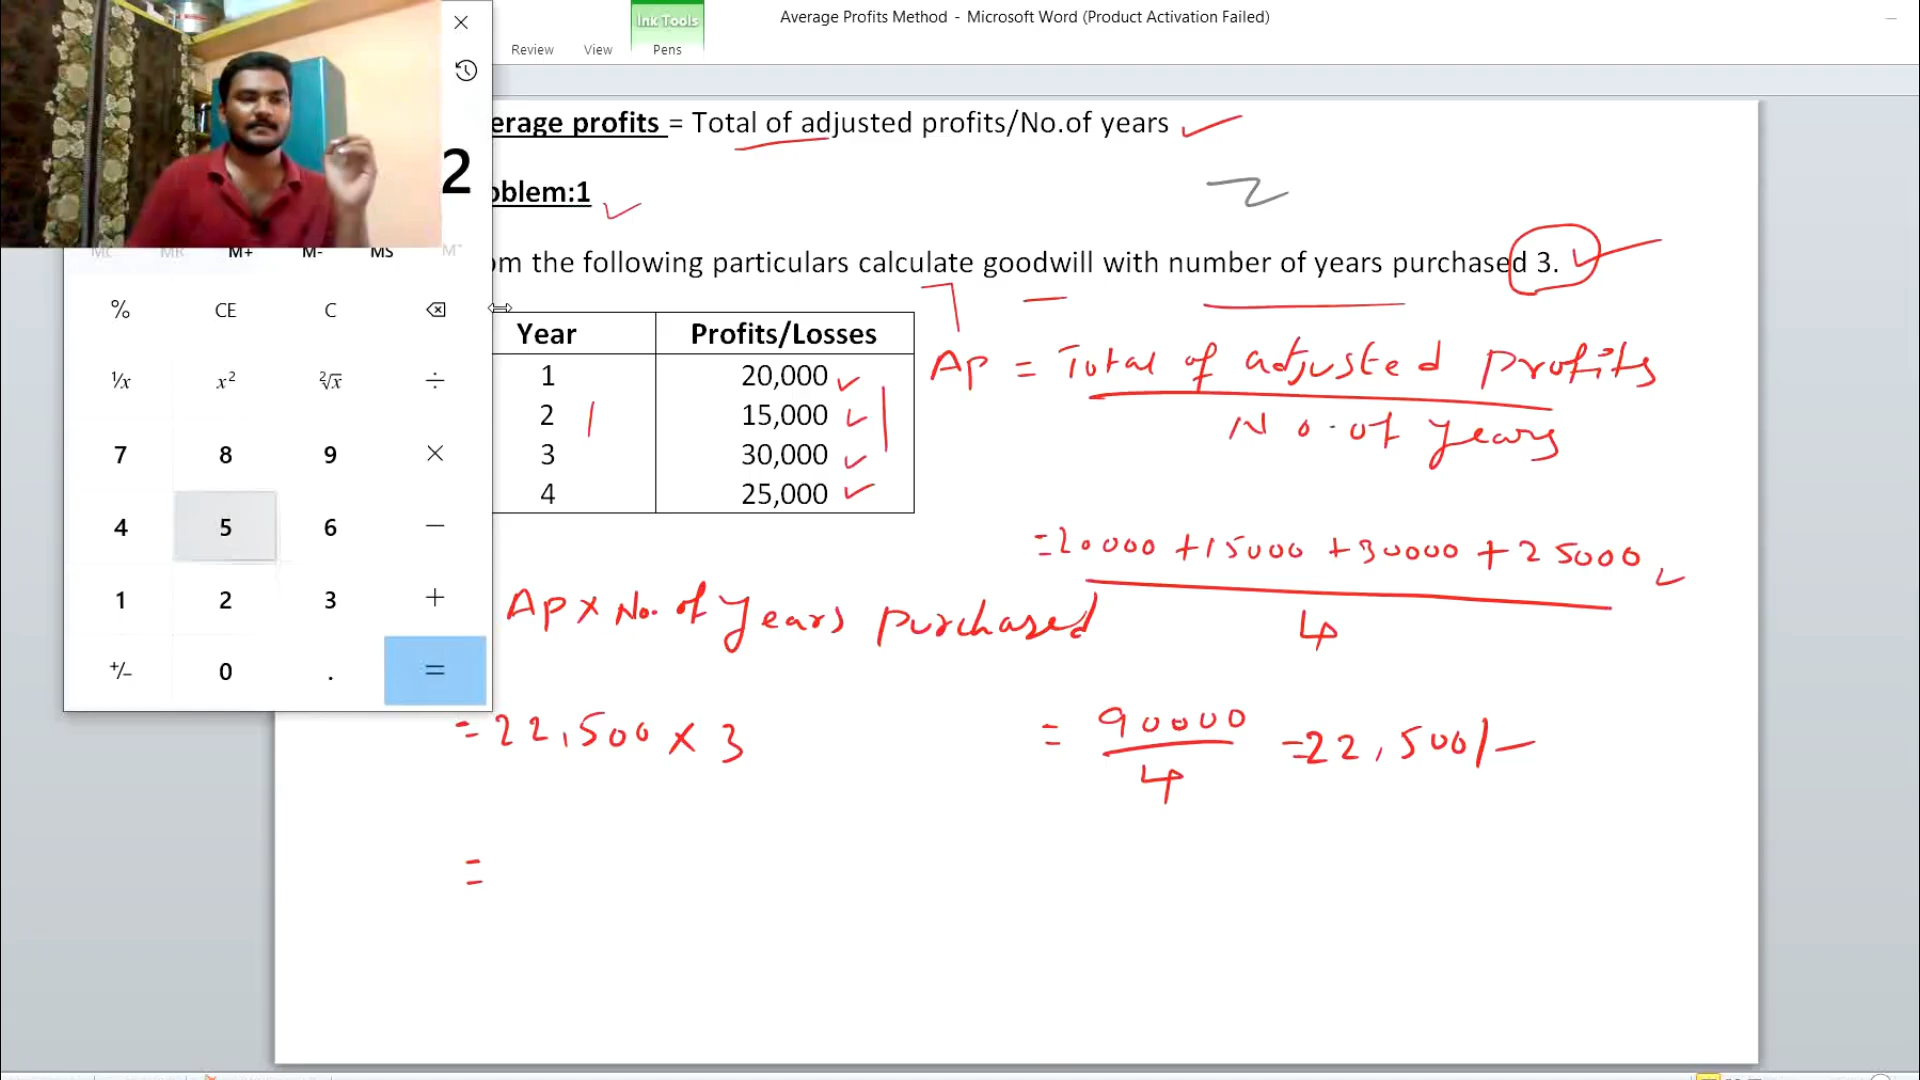 Ink Tools
Average Profits Method - Microsoft Word (Product Activation Failed)
Review View Pens
erage profits = Total of adjusted profits/No.of years
2
oblem:1
MC MR M+ M- MS M˅
om the following particulars calculate goodwill with number of years purchased 3.
% CE C
Year Profits/Losses
1 20,000
2 15,000
3 30,000
4 25,000
Ap = Total of adjusted profits
No. of years
¹/x x² ²√x ÷
7 8 9 ×
4 5 6 −
1 2 3 +
+/− 0 . =
=20000 +15000 +30000 +25000
4
Ap x No. of years purchased
= 22,500 x 3
= 90000
4
=22,500/-
=